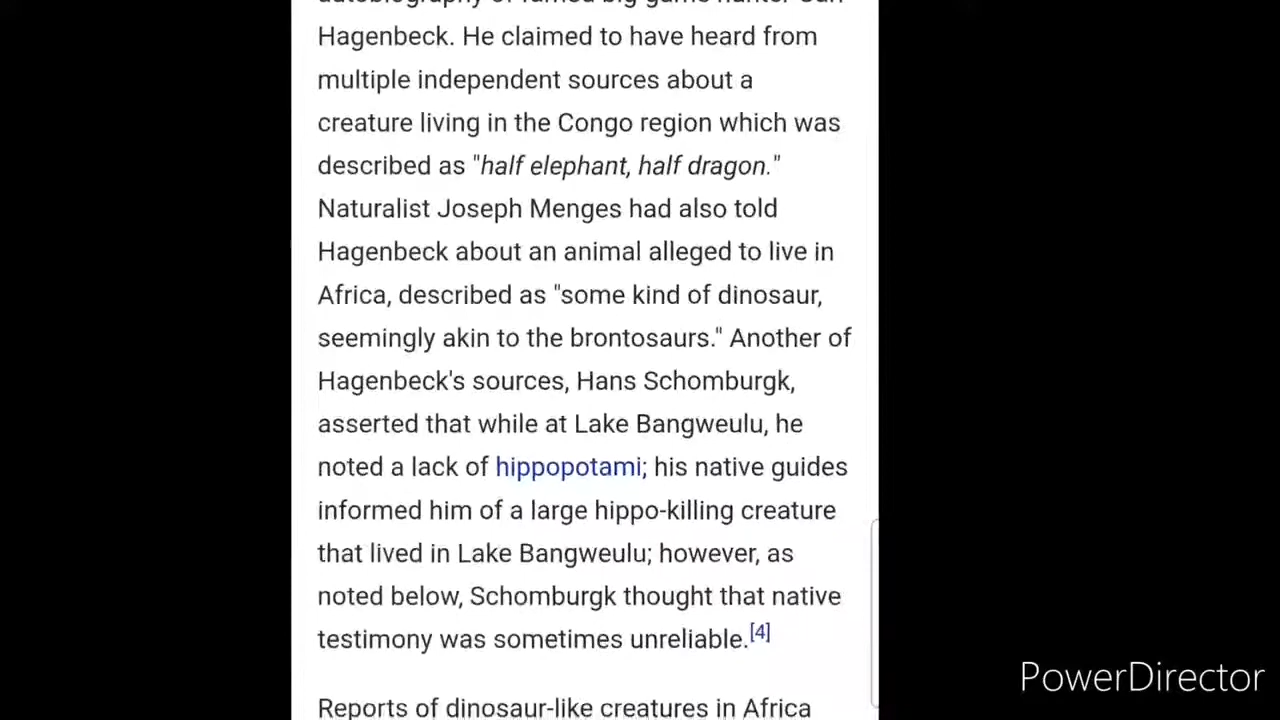 Hagenbeck. He claimed to have heard from
multiple independent sources about a
creature living in the Congo region which was
described as "half elephant, half dragon."
Naturalist Joseph Menges had also told
Hagenbeck about an animal alleged to live in
Africa, described as "some kind of dinosaur,
seemingly akin to the brontosaurs." Another of
Hagenbeck's sources, Hans Schomburgk,
asserted that while at Lake Bangweulu, he
noted a lack of hippopotami; his native guides
informed him of a large hippo-killing creature
that lived in Lake Bangweulu; however, as
noted below, Schomburgk thought that native
testimony was sometimes unreliable.[4]
Reports of dinosaur-like creatures in Africa
PowerDirector